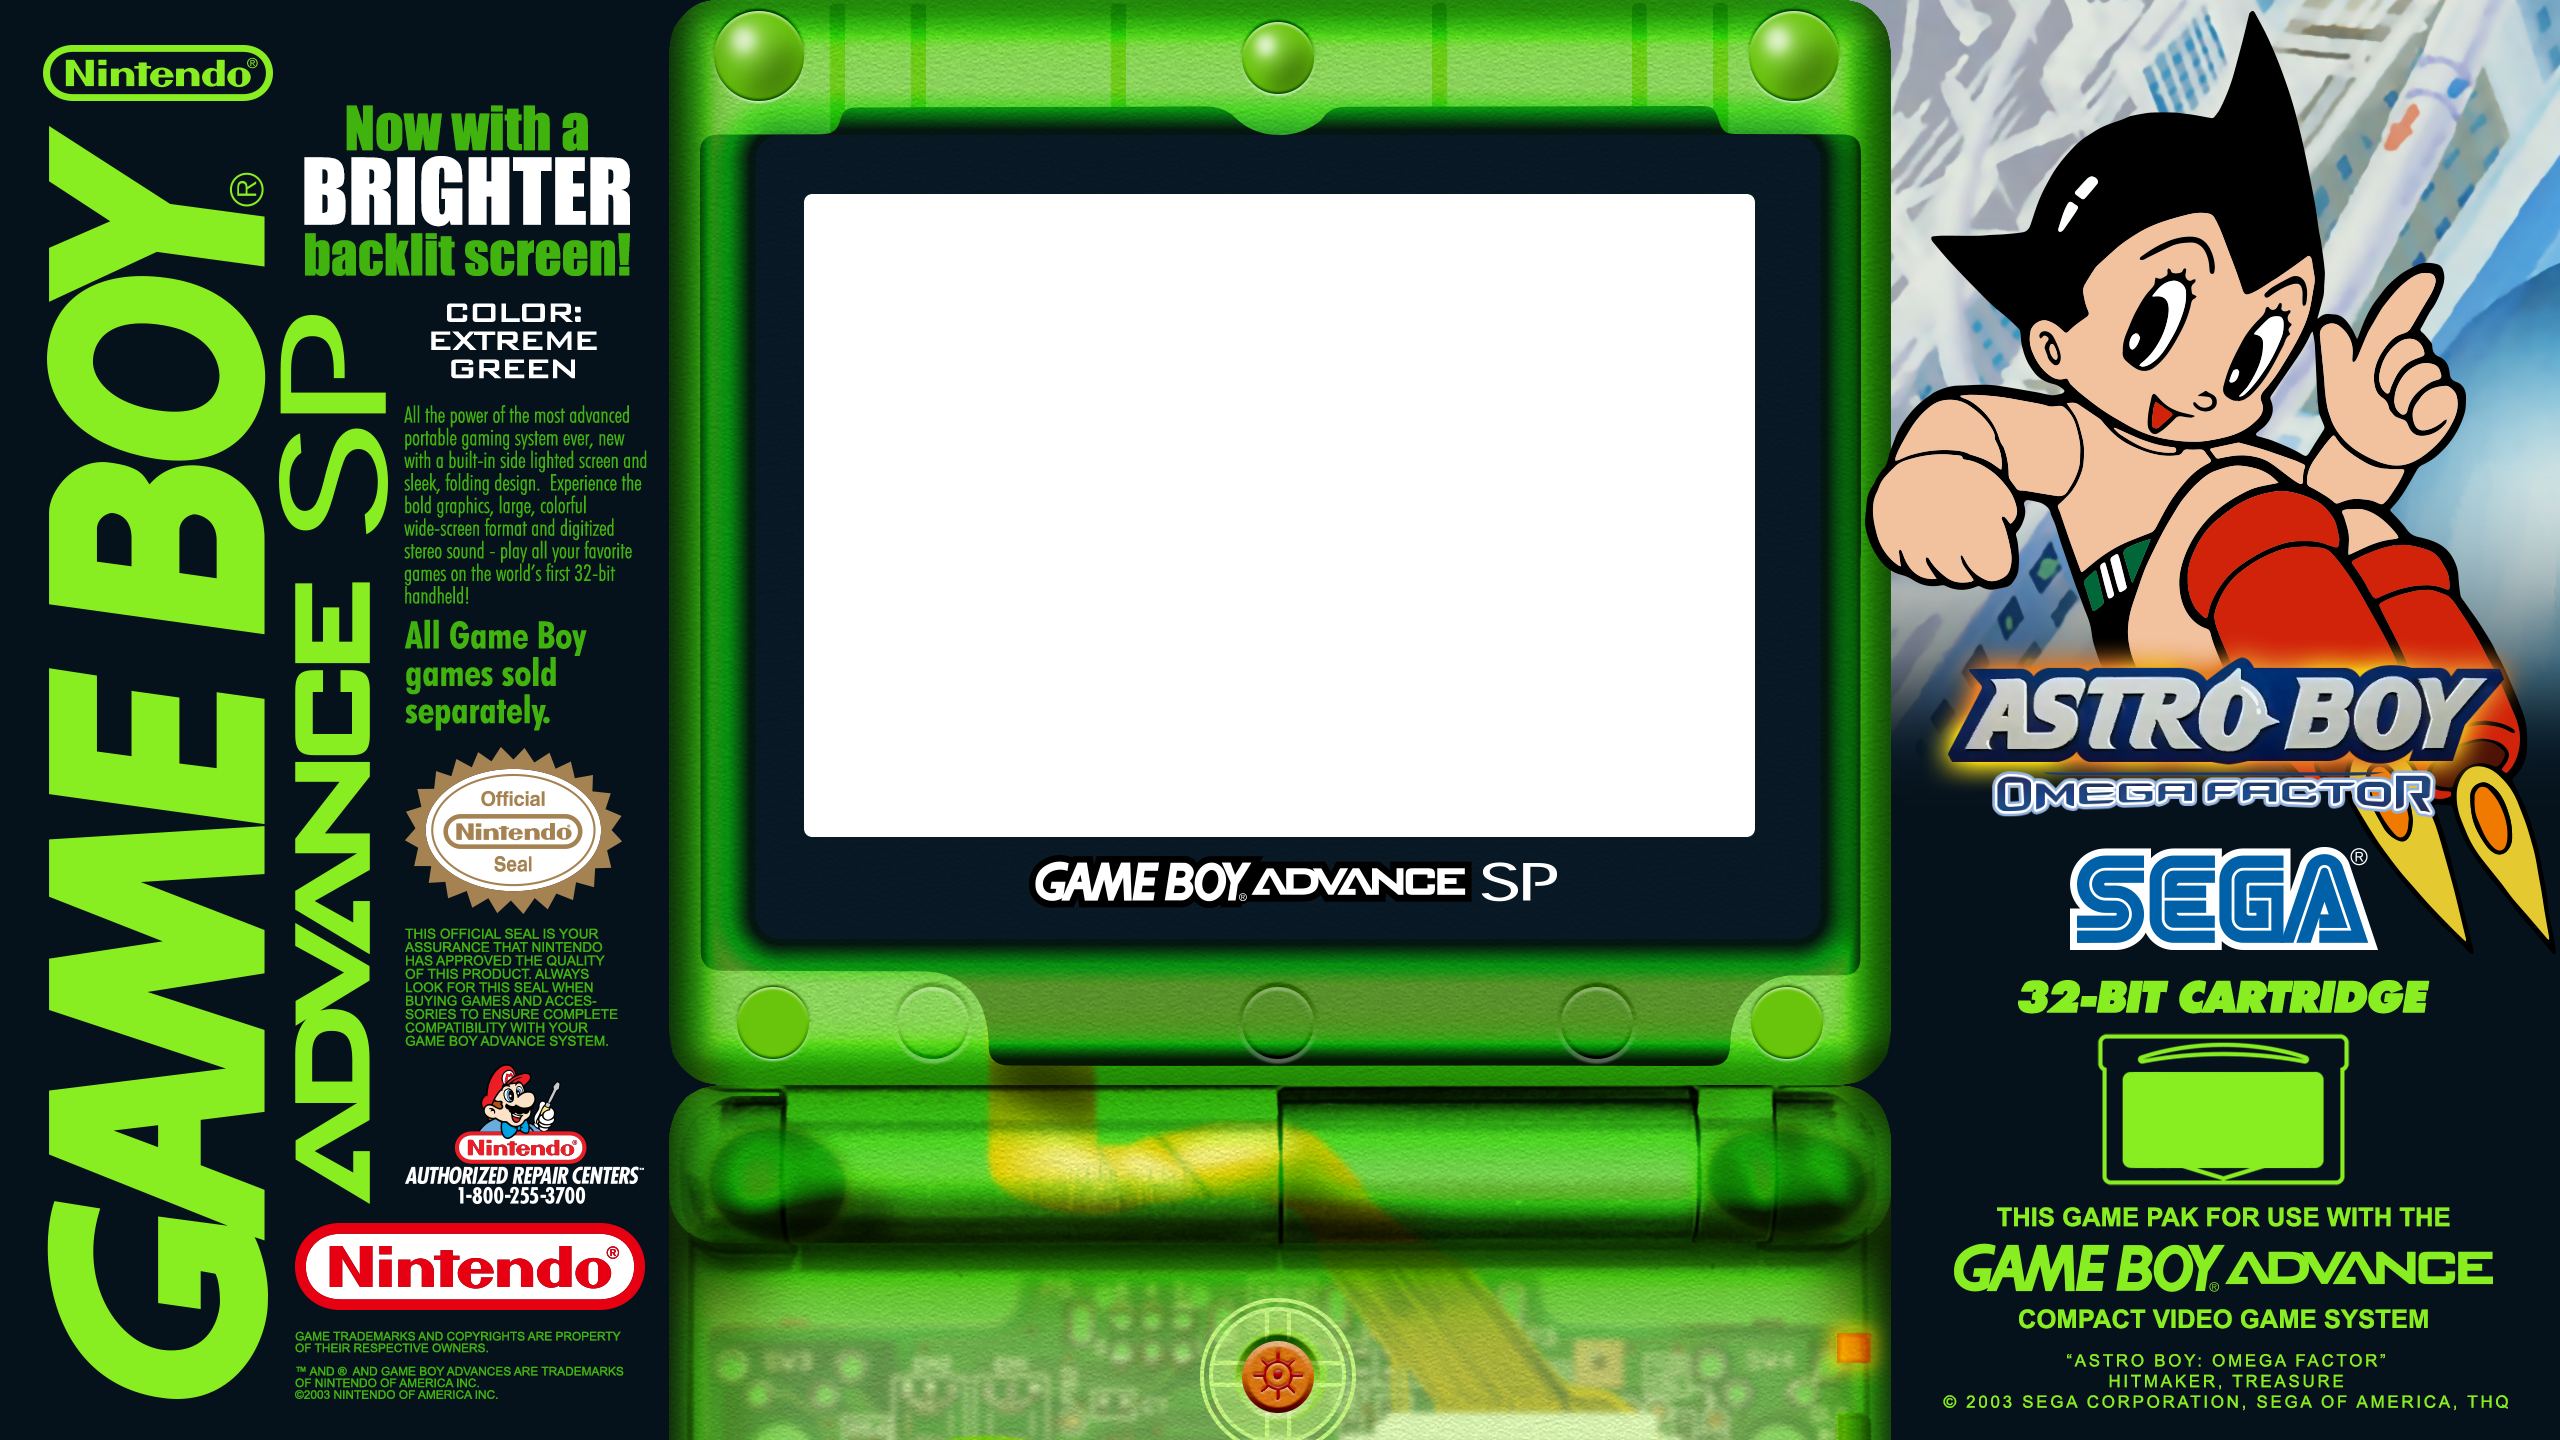 Nintendo®
GAME BOY®
ADVANCE SP
Now with a
BRIGHTER
backlit screen!
COLOR:
EXTREME
GREEN
All the power of the most advanced
portable gaming system ever, new
with a built-in side lighted screen and
sleek, folding design. Experience the
bold graphics, large, colorful
wide-screen format and digitized
stereo sound - play all your favorite
games on the world's first 32-bit
handheld!
All Game Boy
games sold
separately.
Official
Nintendo®
Seal
THIS OFFICIAL SEAL IS YOUR
ASSURANCE THAT NINTENDO
HAS APPROVED THE QUALITY
OF THIS PRODUCT. ALWAYS
LOOK FOR THIS SEAL WHEN
BUYING GAMES AND ACCES-
SORIES TO ENSURE COMPLETE
COMPATIBILITY WITH YOUR
GAME BOY ADVANCE SYSTEM.
M
Nintendo®
AUTHORIZED REPAIR CENTERS™
1-800-255-3700
Nintendo®
GAME TRADEMARKS AND COPYRIGHTS ARE PROPERTY
OF THEIR RESPECTIVE OWNERS.
™ AND ® AND GAME BOY ADVANCES ARE TRADEMARKS
OF NINTENDO OF AMERICA INC.
©2003 NINTENDO OF AMERICA INC.
GAME BOY® ADVANCE SP
ASTRO BOY
OMEGA FACTOR
SEGA®
32-BIT CARTRIDGE
THIS GAME PAK FOR USE WITH THE
GAME BOY® ADVANCE
COMPACT VIDEO GAME SYSTEM
"ASTRO BOY: OMEGA FACTOR"
HITMAKER, TREASURE
© 2003 SEGA CORPORATION, SEGA OF AMERICA, THQ